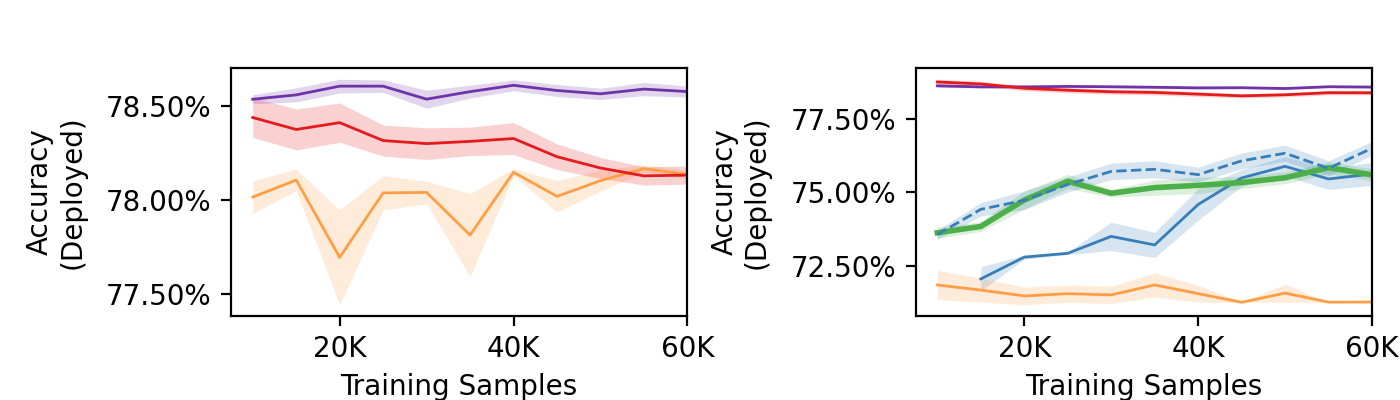 Accuracy
(Deployed)
78.50%
78.00%
77.50%
20K
40K
60K
Training Samples
Accuracy
(Deployed)
77.50%
75.00%
72.50%
20K
40K
60K
Training Samples